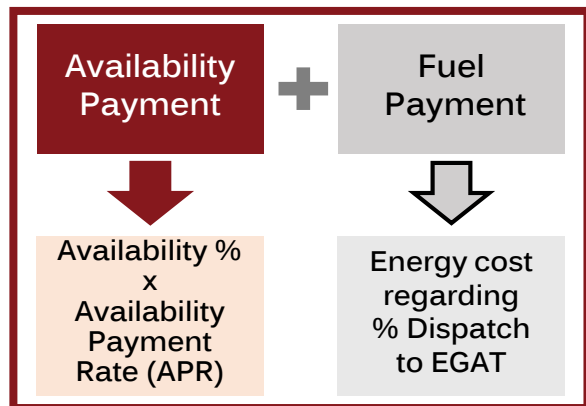 Availability
Payment
Fuel
Payment
Availability %
x
Availability
Payment
Rate (APR)
Energy cost
regarding
% Dispatch
to EGAT